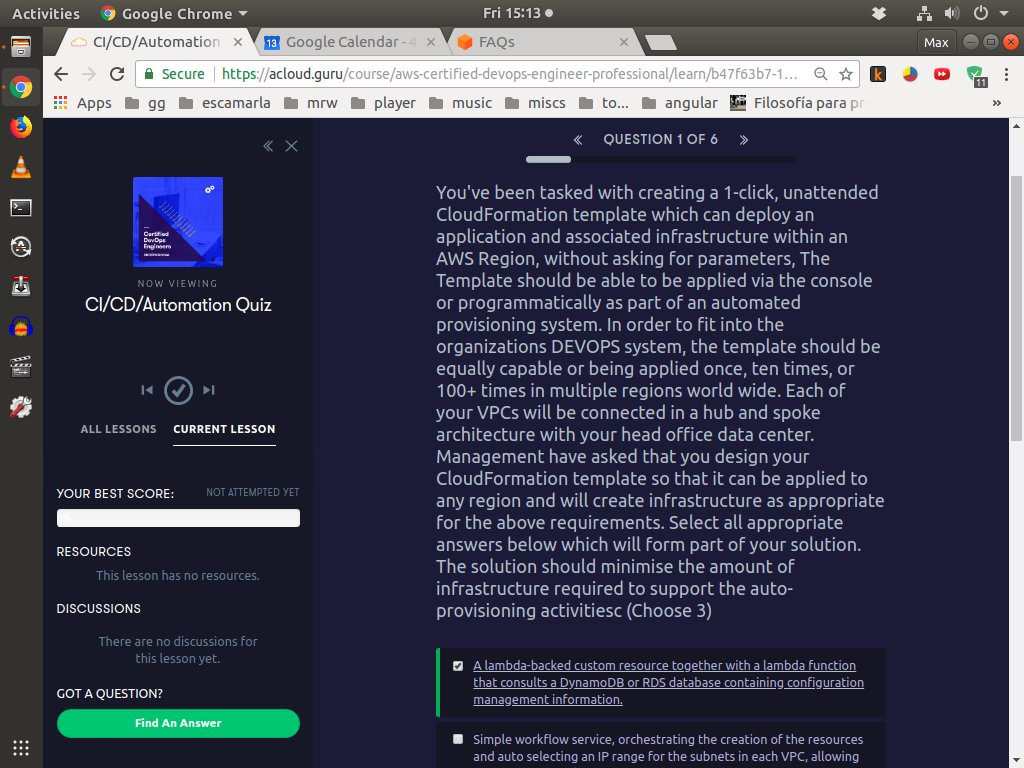 Activities
Google Chrome
Fri 15:13
CI/CD/Automation
Google Calendar - 4
FAQs
Max
Secure
https://acloud.guru/course/aws-certified-devops-engineer-professional/learn/b47f63b7-1...
11
Apps
gg
escamarla
mrw
player
music
miscs
to...
angular
Filosofía para pr
»
« ×
Certified
DevOps
Engineers
PROFESSIONAL
NOW VIEWING
CI/CD/Automation Quiz
ALL LESSONS
CURRENT LESSON
YOUR BEST SCORE:
NOT ATTEMPTED YET
RESOURCES
This lesson has no resources.
DISCUSSIONS
There are no discussions for
this lesson yet.
GOT A QUESTION?
Find An Answer
« QUESTION 1 OF 6 »
You've been tasked with creating a 1-click, unattended
CloudFormation template which can deploy an
application and associated infrastructure within an
AWS Region, without asking for parameters, The
Template should be able to be applied via the console
or programmatically as part of an automated
provisioning system. In order to fit into the
organizations DEVOPS system, the template should be
equally capable or being applied once, ten times, or
100+ times in multiple regions world wide. Each of
your VPCs will be connected in a hub and spoke
architecture with your head office data center.
Management have asked that you design your
CloudFormation template so that it can be applied to
any region and will create infrastructure as appropriate
for the above requirements. Select all appropriate
answers below which will form part of your solution.
The solution should minimise the amount of
infrastructure required to support the auto-
provisioning activitiesc (Choose 3)
A lambda-backed custom resource together with a lambda function
that consults a DynamoDB or RDS database containing configuration
management information.
Simple workflow service, orchestrating the creation of the resources
and auto selecting an IP range for the subnets in each VPC, allowing